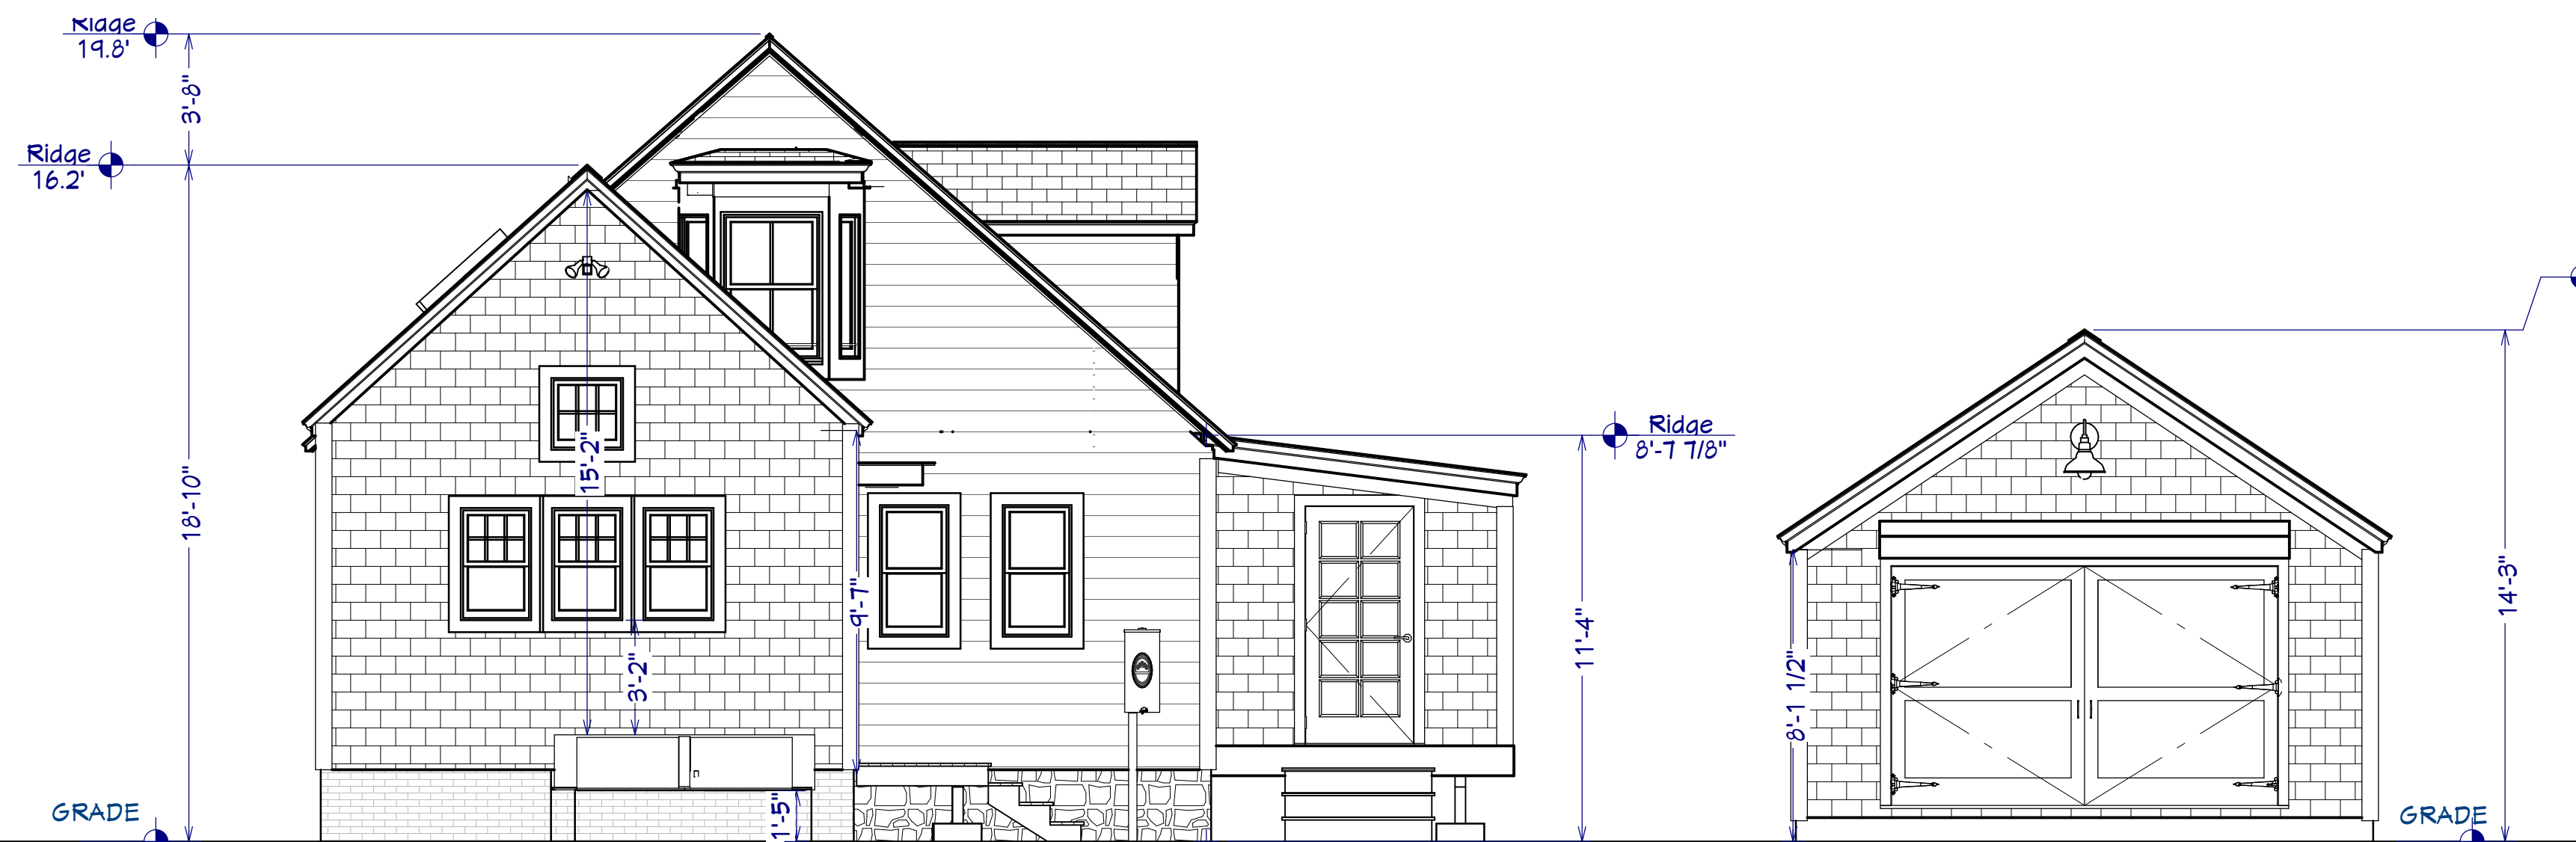 Ridge
19.8'
3'-8"
Ridge
16.2'
18'-10"
15'-2"
3'-2"
9'-7"
1'-5"
GRADE
Ridge
8'-7 7/8"
11'-4"
8'-1 1/2"
14'-3"
GRADE